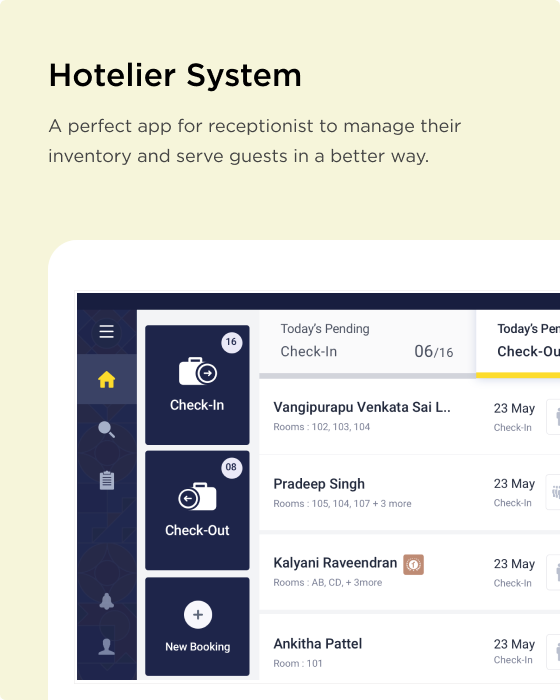 Hotelier System
A perfect app for receptionist to manage their
inventory and serve guests in a better way.
16
Check-In
08
Check-Out
New Booking
Today's Pending
Check-In 06/16
Today's Pen
Check-Ou
Vangipurapu Venkata Sai L..
Rooms : 102, 103, 104
23 May
Check-In
Pradeep Singh
Rooms : 105, 104, 107 + 3 more
23 May
Check-In
Kalyani Raveendran
Rooms : AB, CD, + 3more
23 May
Check-In
Ankitha Pattel
Room : 101
23 May
Check-In